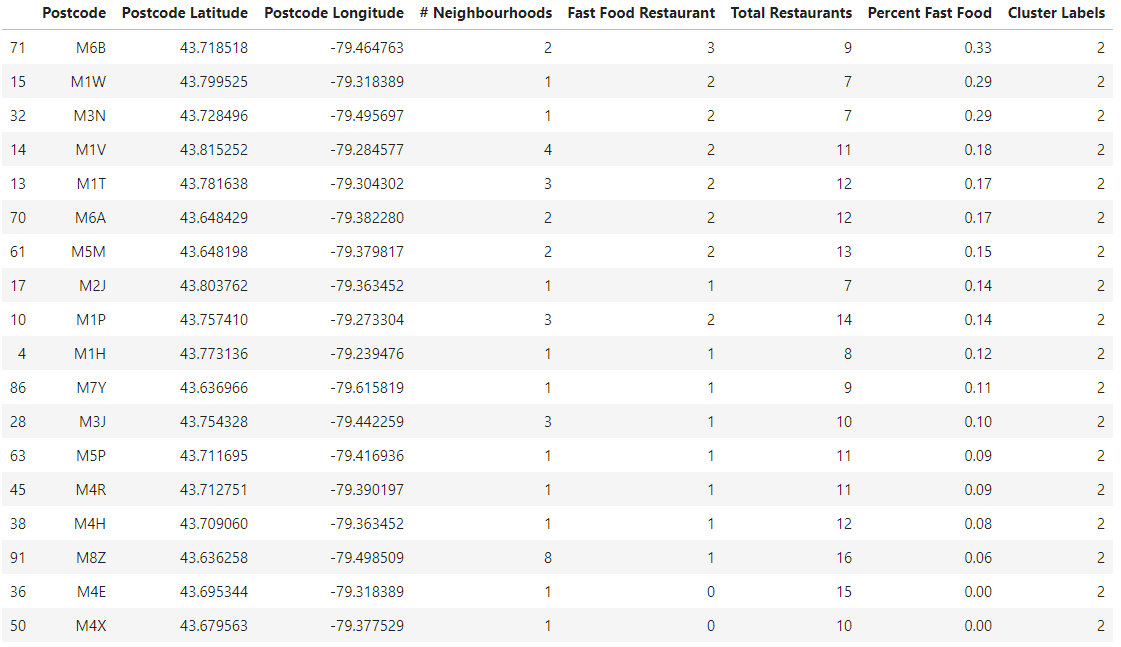 Postcode Postcode Latitude Postcode Longitude # Neighbourhoods Fast Food Restaurant Total Restaurants Percent Fast Food Cluster Labels
71 M6B 43.718518 -79.464763 2 3 9 0.33 2
15 M1W 43.799525 -79.318389 1 2 7 0.29 2
32 M3N 43.728496 -79.495697 1 2 7 0.29 2
14 M1V 43.815252 -79.284577 4 2 11 0.18 2
13 M1T 43.781638 -79.304302 3 2 12 0.17 2
70 M6A 43.648429 -79.382280 2 2 12 0.17 2
61 M5M 43.648198 -79.379817 2 2 13 0.15 2
17 M2J 43.803762 -79.363452 1 1 7 0.14 2
10 M1P 43.757410 -79.273304 3 2 14 0.14 2
4 M1H 43.773136 -79.239476 1 1 8 0.12 2
86 M7Y 43.636966 -79.615819 1 1 9 0.11 2
28 M3J 43.754328 -79.442259 3 1 10 0.10 2
63 M5P 43.711695 -79.416936 1 1 11 0.09 2
45 M4R 43.712751 -79.390197 1 1 11 0.09 2
38 M4H 43.709060 -79.363452 1 1 12 0.08 2
91 M8Z 43.636258 -79.498509 8 1 16 0.06 2
36 M4E 43.695344 -79.318389 1 0 15 0.00 2
50 M4X 43.679563 -79.377529 1 0 10 0.00 2